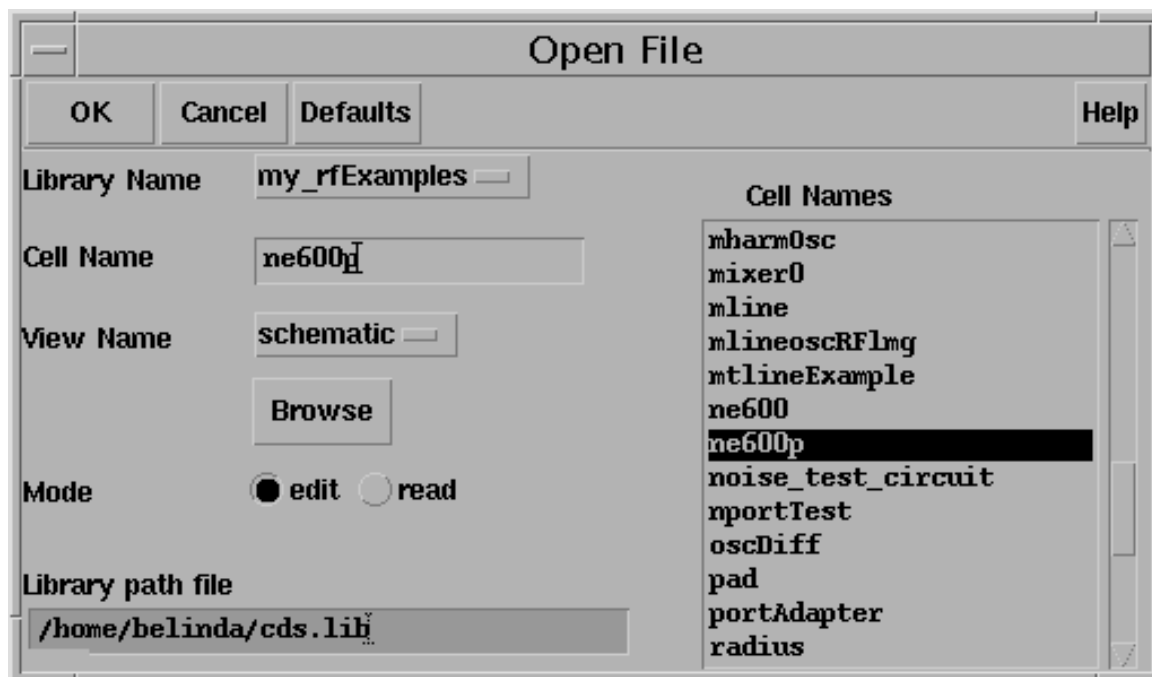 Open File
OK Cancel Defaults Help
Library Name my_rfExamples
Cell Name ne600p
View Name schematic
Browse
Mode edit read
Library path file
/home/belinda/cds.lib
Cell Names
mharmOsc
mixer0
mline
mlineoscRFlmg
mtlineExample
ne600
ne600p
noise_test_circuit
nportTest
oscDiff
pad
portAdapter
radius